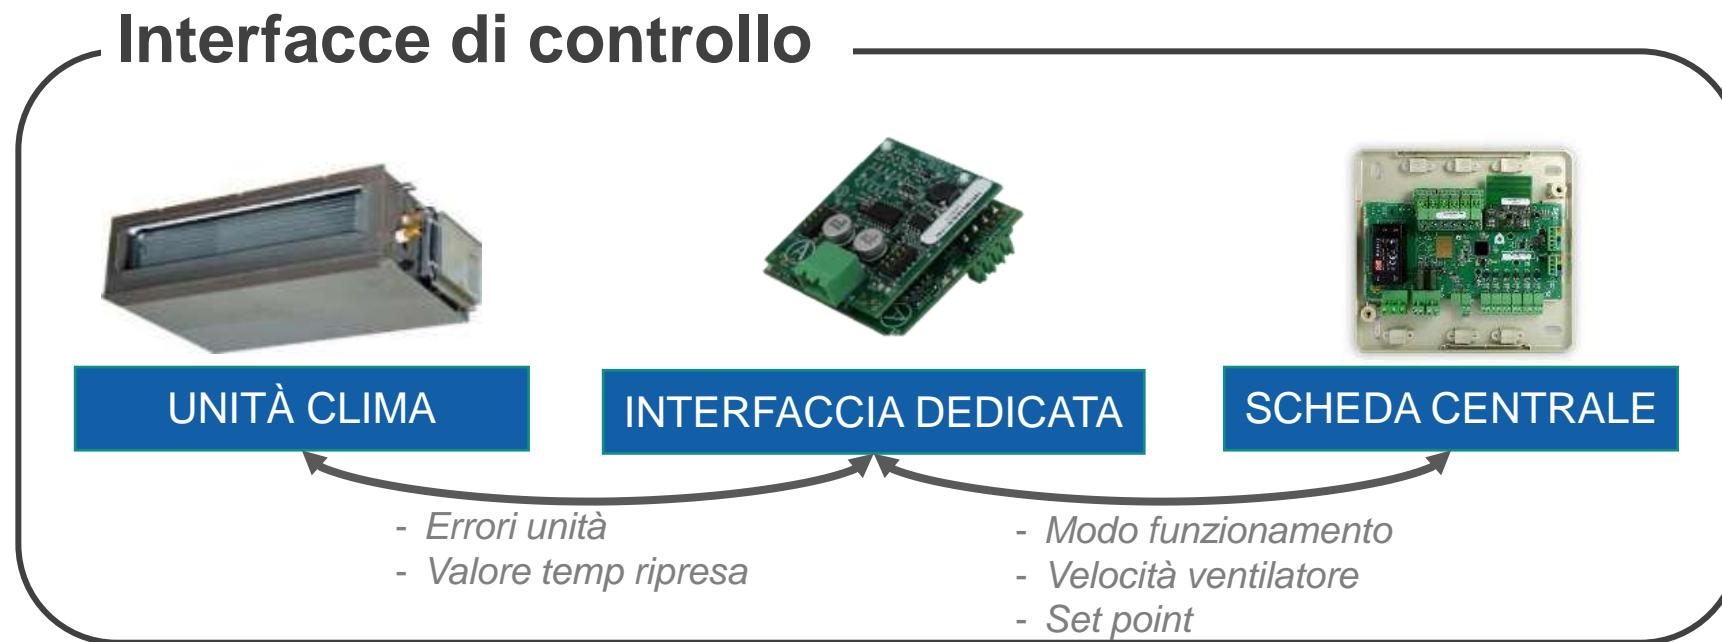 Interfacce di controllo
UNITÀ CLIMA
INTERFACCIA DEDICATA
SCHEDA CENTRALE
- Errori unità
- Valore temp ripresa
- Modo funzionamento
- Velocità ventilatore
- Set point